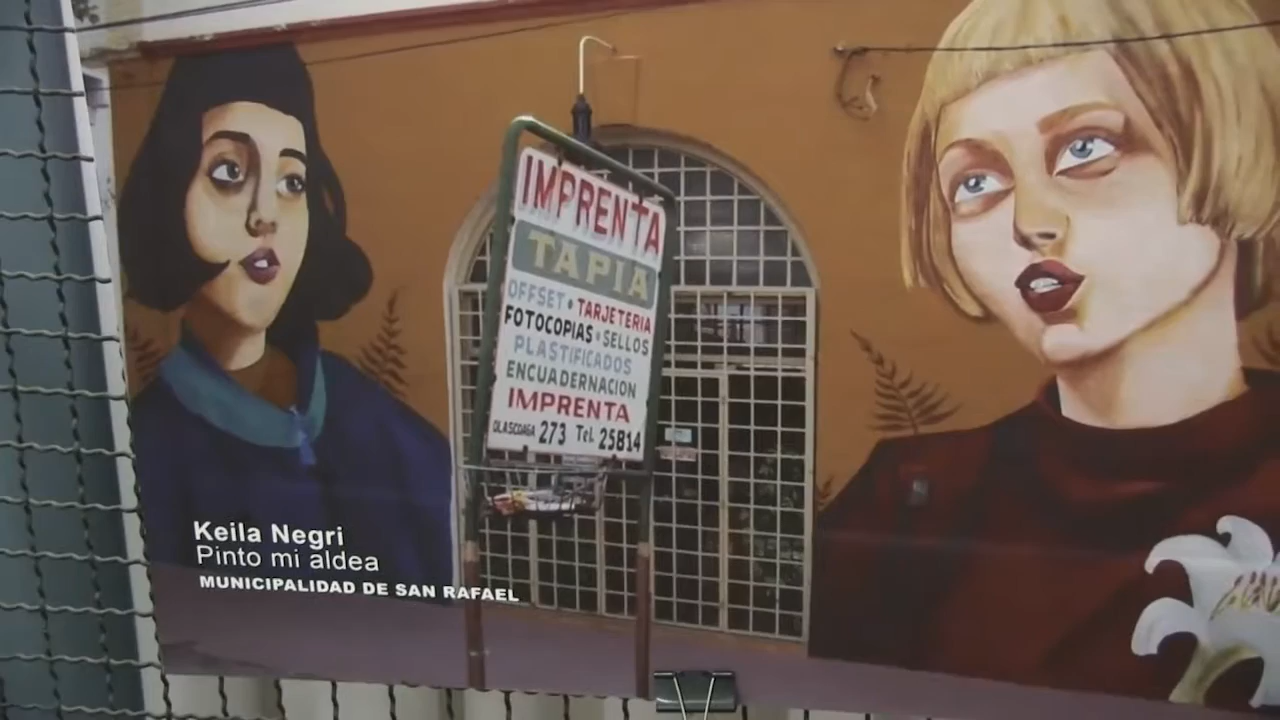 IMPRENTA
TAPIA
OFFSET • TARJETERIA
FOTOCOPIAS • SELLOS
PLASTIFICADOS
ENCUADERNACION
IMPRENTA
OLASCOAGA 273 Tel. 25814
Keila Negri
Pinto mi aldea
MUNICIPALIDAD DE SAN RAFAEL